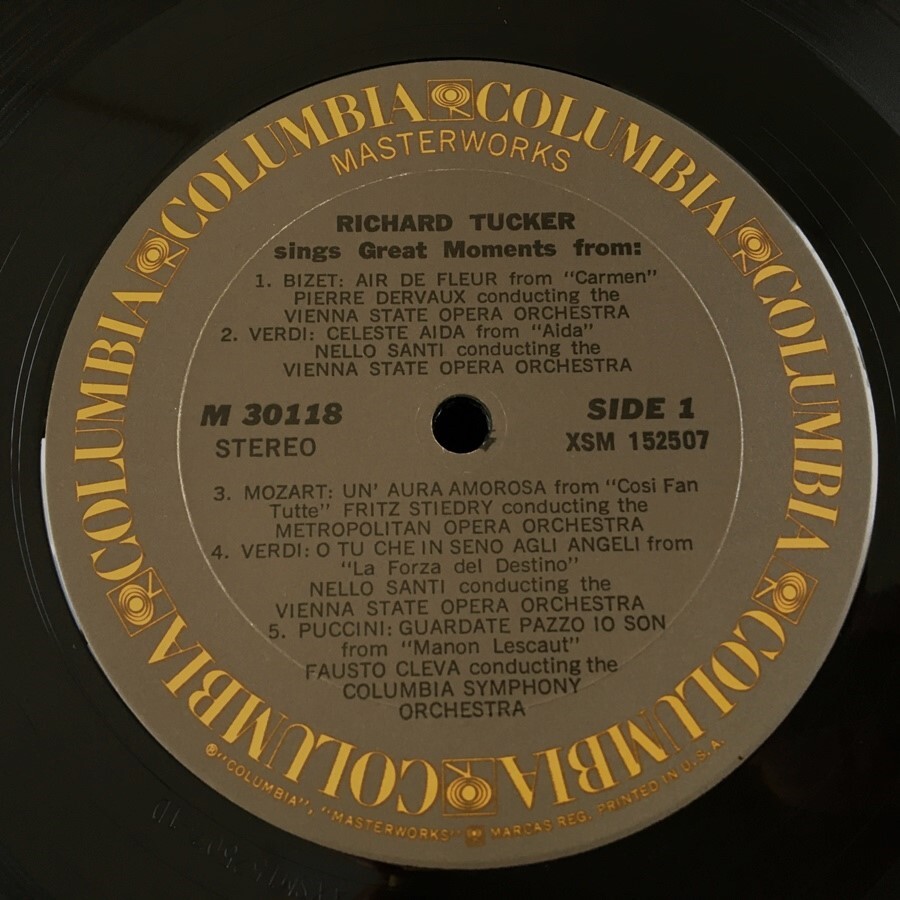 COLUMBIA COLUMBIA COLUMBIA COLUMBIA COLUMBIA COLUMBIA
MASTERWORKS
RICHARD TUCKER
sings Great Moments from:
1. BIZET: AIR DE FLEUR from "Carmen"
PIERRE DERVAUX conducting the
VIENNA STATE OPERA ORCHESTRA
2. VERDI: CELESTE AIDA from "Aida"
NELLO SANTI conducting the
VIENNA STATE OPERA ORCHESTRA
M 30118
SIDE 1
STEREO
XSM 152507
3. MOZART: UN' AURA AMOROSA from "Cosi Fan
Tutte" FRITZ STIEDRY conducting the
METROPOLITAN OPERA ORCHESTRA
4. VERDI: O TU CHE IN SENO AGLI ANGELI from
"La Forza del Destino"
NELLO SANTI conducting the
VIENNA STATE OPERA ORCHESTRA
5. PUCCINI: GUARDATE PAZZO IO SON
from "Manon Lescaut"
FAUSTO CLEVA conducting the
COLUMBIA SYMPHONY
ORCHESTRA
®"COLUMBIA", "MASTERWORKS" MARCAS REG. PRINTED IN U.S.A.